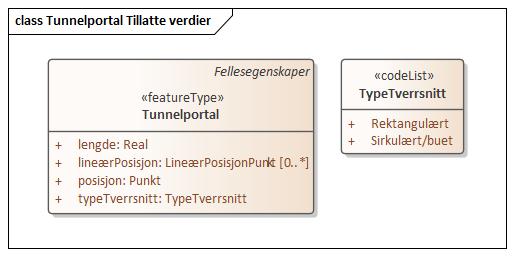 class Tunnelportal Tillatte verdier
Fellesegenskaper
«featureType»
Tunnelportal
+ lengde: Real
+ lineærPosisjon: LineærPosisjonPunkt [0..*]
+ posisjon: Punkt
+ typeTverrsnitt: TypeTverrsnitt
«codeList»
TypeTverrsnitt
+ Rektangulært
+ Sirkulært/buet